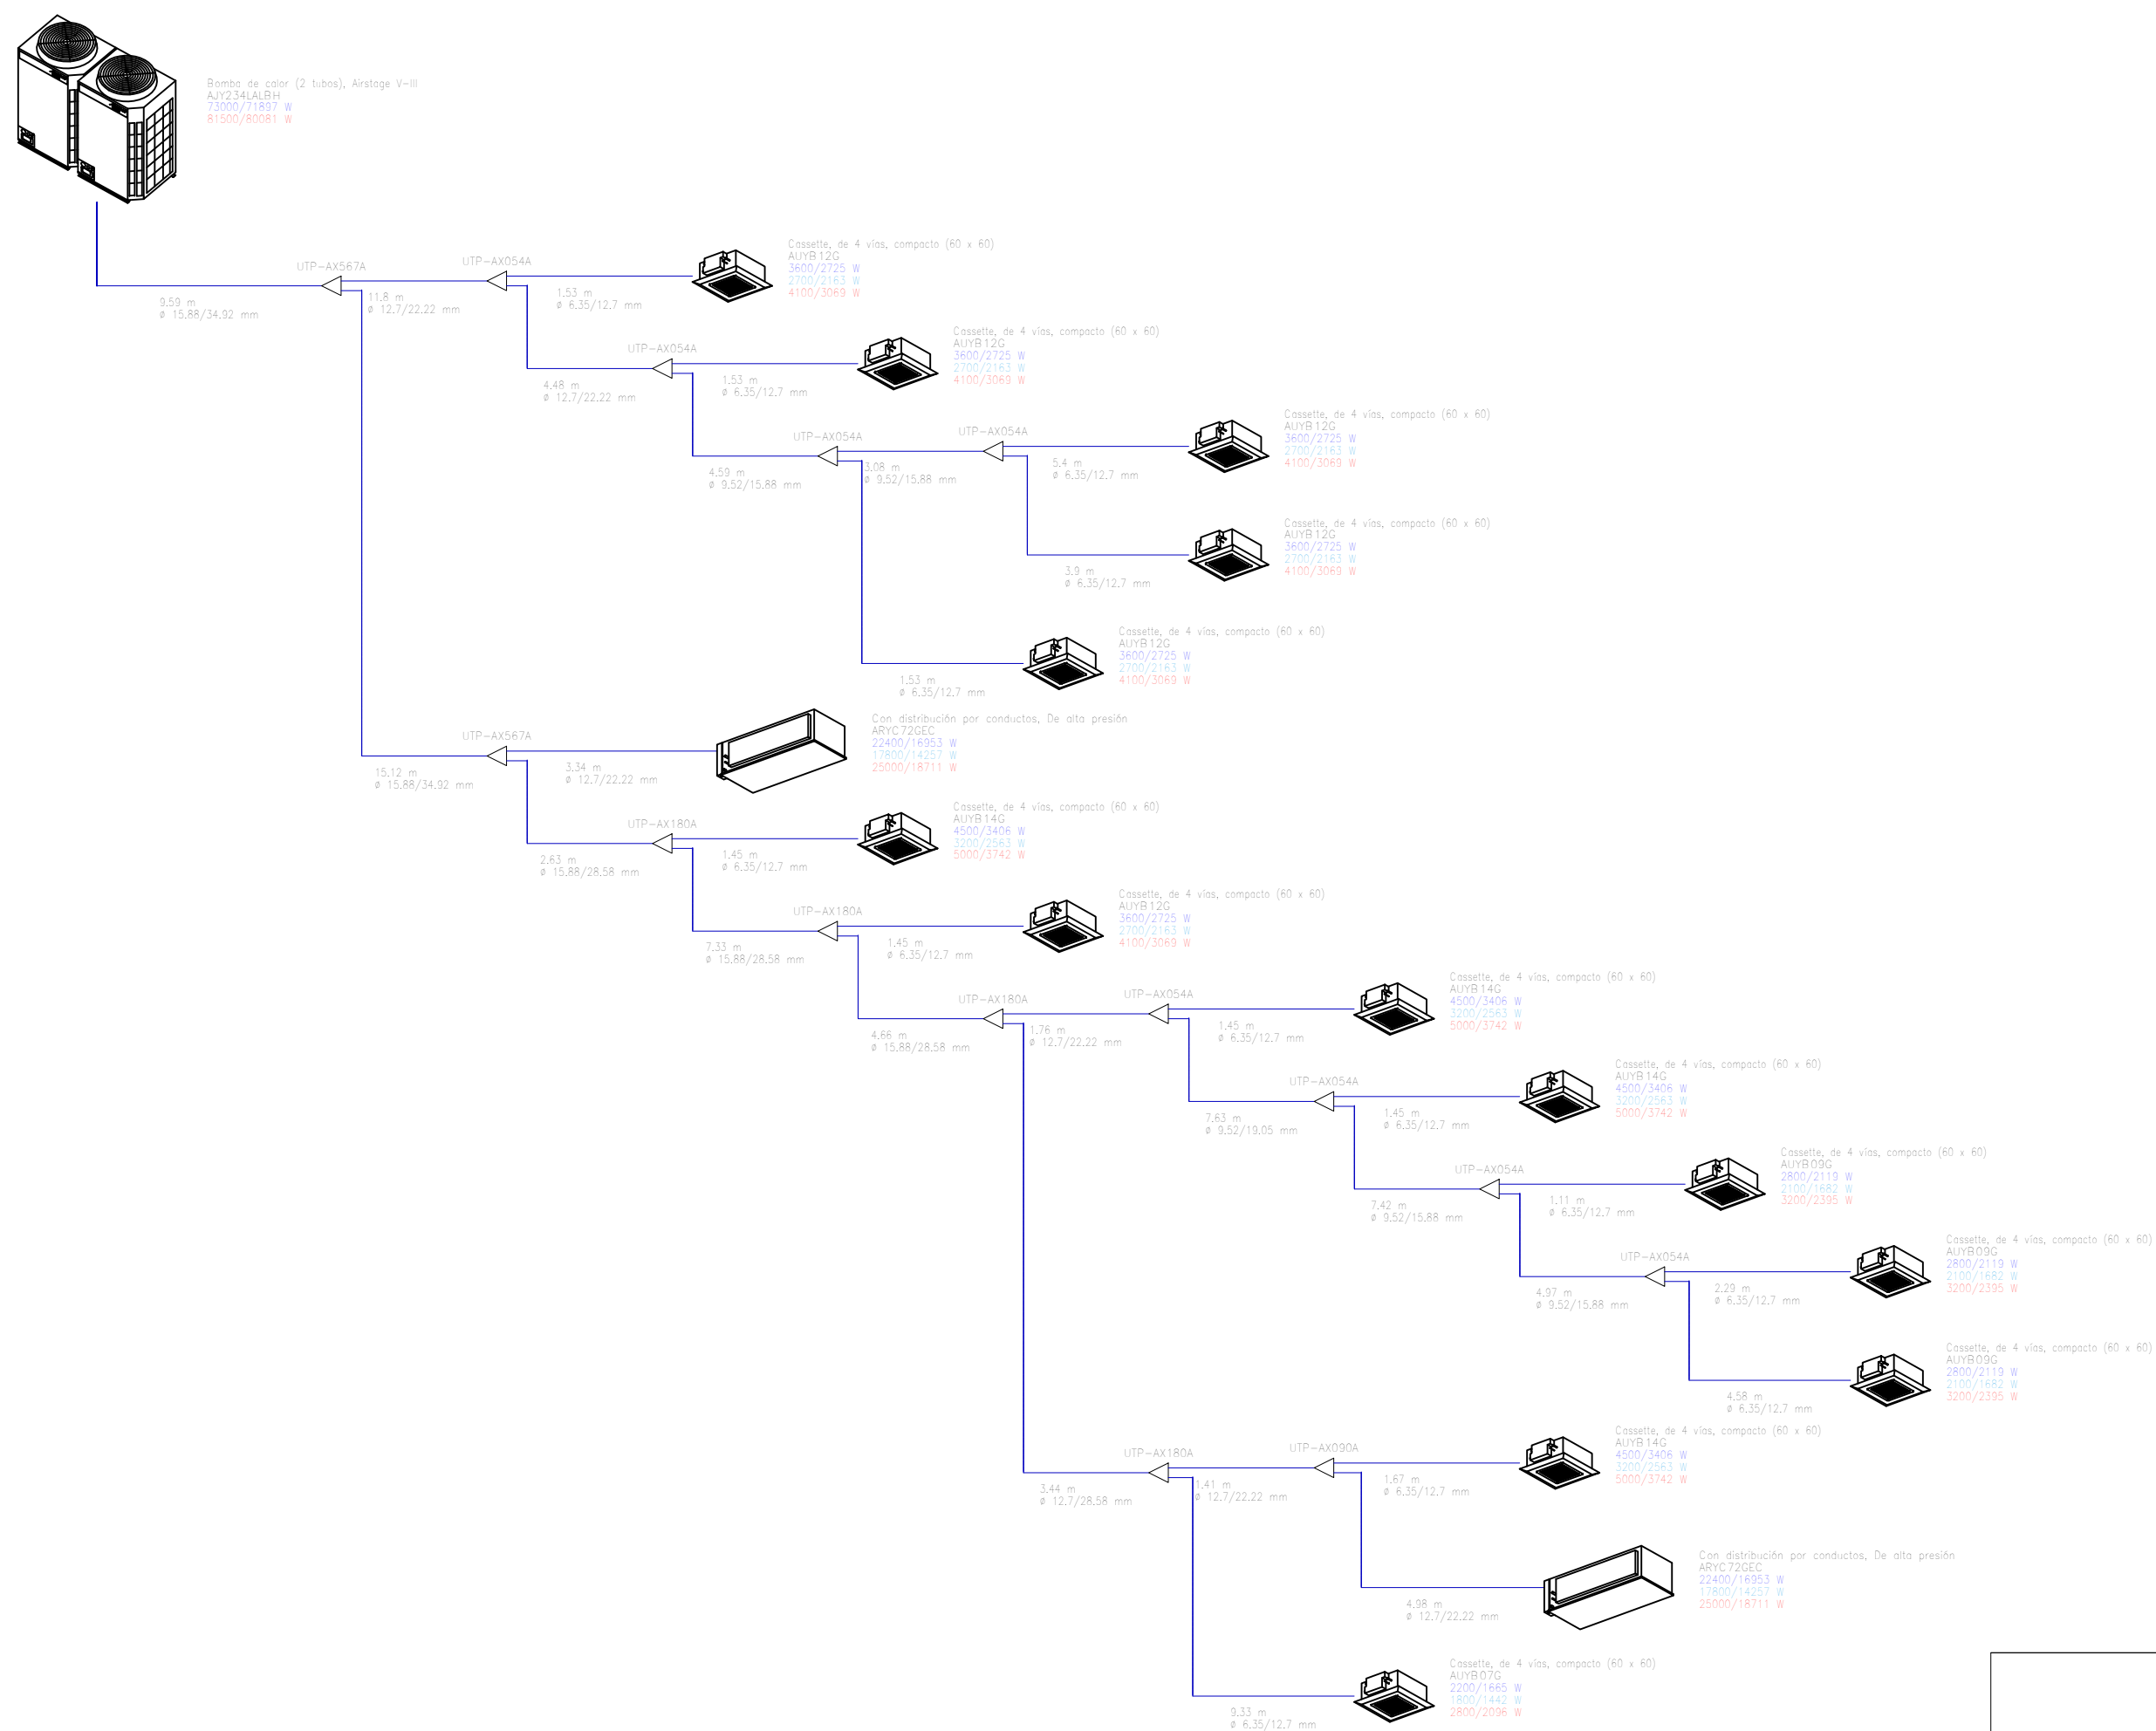 Bomba de calor (2 tubos), Airstage V-III
AJY234LALBH
73000/71897 W
81500/80081 W
UTP-AX567A
9.59 m
ø 15.88/34.92 mm
11.8 m
ø 12.7/22.22 mm
UTP-AX054A
1.53 m
ø 6.35/12.7 mm
Cassette, de 4 vías, compacto (60 x 60)
AUYB12G
3600/2725 W
2700/2163 W
4100/3069 W
UTP-AX054A
4.48 m
ø 12.7/22.22 mm
1.53 m
ø 6.35/12.7 mm
Cassette, de 4 vías, compacto (60 x 60)
AUYB12G
3600/2725 W
2700/2163 W
4100/3069 W
UTP-AX054A
4.59 m
ø 9.52/15.88 mm
3.08 m
ø 9.52/15.88 mm
UTP-AX054A
5.4 m
ø 6.35/12.7 mm
Cassette, de 4 vías, compacto (60 x 60)
AUYB12G
3600/2725 W
2700/2163 W
4100/3069 W
3.9 m
ø 6.35/12.7 mm
Cassette, de 4 vías, compacto (60 x 60)
AUYB12G
3600/2725 W
2700/2163 W
4100/3069 W
1.53 m
ø 6.35/12.7 mm
Cassette, de 4 vías, compacto (60 x 60)
AUYB12G
3600/2725 W
2700/2163 W
4100/3069 W
UTP-AX567A
15.12 m
ø 15.88/34.92 mm
3.34 m
ø 12.7/22.22 mm
Con distribución por conductos, De alta presión
ARYC72GEC
22400/16953 W
17800/14257 W
25000/18711 W
UTP-AX180A
2.63 m
ø 15.88/28.58 mm
1.45 m
ø 6.35/12.7 mm
Cassette, de 4 vías, compacto (60 x 60)
AUYB14G
4500/3406 W
3200/2563 W
5000/3742 W
UTP-AX180A
7.33 m
ø 15.88/28.58 mm
1.45 m
ø 6.35/12.7 mm
Cassette, de 4 vías, compacto (60 x 60)
AUYB12G
3600/2725 W
2700/2163 W
4100/3069 W
UTP-AX180A
4.66 m
ø 15.88/28.58 mm
1.76 m
ø 12.7/22.22 mm
UTP-AX054A
1.45 m
ø 6.35/12.7 mm
Cassette, de 4 vías, compacto (60 x 60)
AUYB14G
4500/3406 W
3200/2563 W
5000/3742 W
UTP-AX054A
7.63 m
ø 9.52/19.05 mm
1.45 m
ø 6.35/12.7 mm
Cassette, de 4 vías, compacto (60 x 60)
AUYB14G
4500/3406 W
3200/2563 W
5000/3742 W
UTP-AX054A
7.42 m
ø 9.52/15.88 mm
1.11 m
ø 6.35/12.7 mm
Cassette, de 4 vías, compacto (60 x 60)
AUYB09G
2800/2119 W
2100/1682 W
3200/2395 W
UTP-AX054A
4.97 m
ø 9.52/15.88 mm
2.29 m
ø 6.35/12.7 mm
Cassette, de 4 vías, compacto (60 x 60)
AUYB09G
2800/2119 W
2100/1682 W
3200/2395 W
4.58 m
ø 6.35/12.7 mm
Cassette, de 4 vías, compacto (60 x 60)
AUYB09G
2800/2119 W
2100/1682 W
3200/2395 W
UTP-AX180A
3.44 m
ø 12.7/28.58 mm
1.41 m
ø 12.7/22.22 mm
UTP-AX090A
1.67 m
ø 6.35/12.7 mm
Cassette, de 4 vías, compacto (60 x 60)
AUYB14G
4500/3406 W
3200/2563 W
5000/3742 W
4.98 m
ø 12.7/22.22 mm
Con distribución por conductos, De alta presión
ARYC72GEC
22400/16953 W
17800/14257 W
25000/18711 W
9.33 m
ø 6.35/12.7 mm
Cassette, de 4 vías, compacto (60 x 60)
AUYB07G
2200/1665 W
1800/1442 W
2800/2096 W